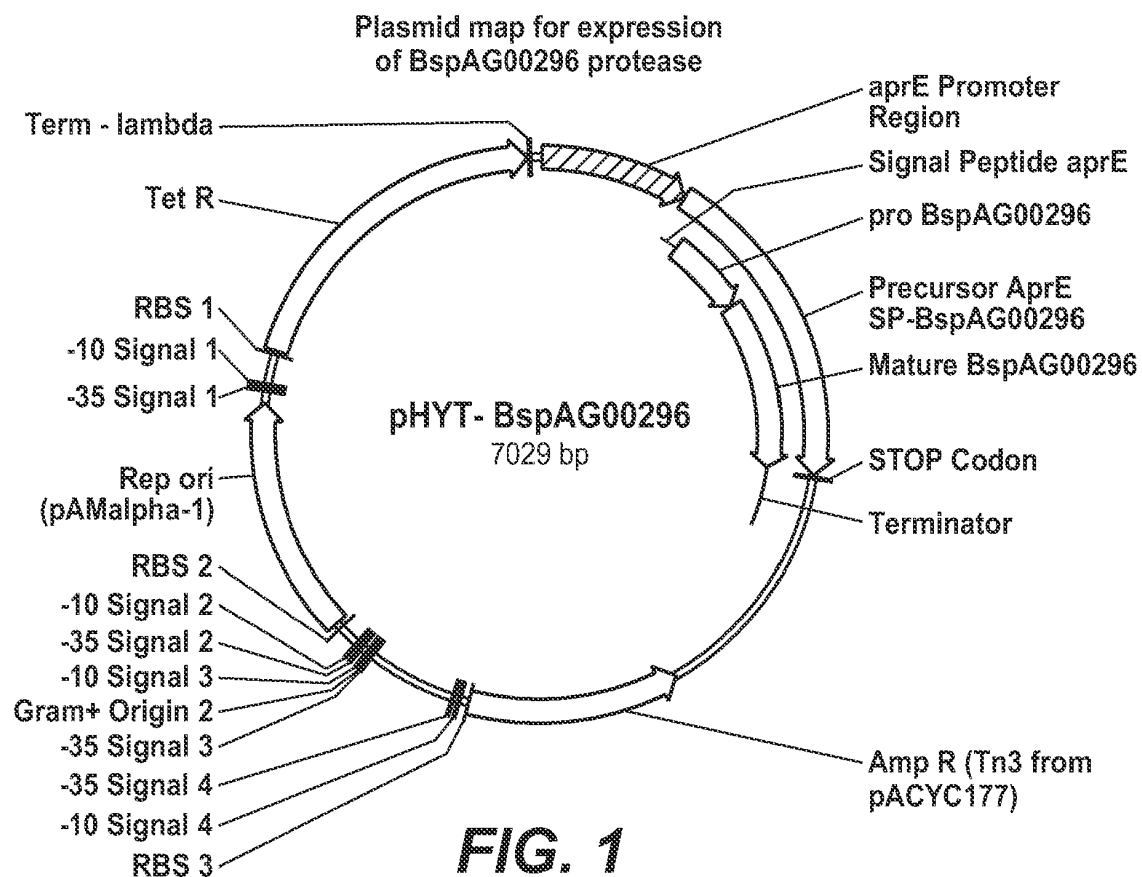 Plasmid map for expression
of BspAG00296 protease
aprE Promoter
Region
Signal Peptide aprE
pro BspAG00296
Precursor AprE
SP-BspAG00296
Mature BspAG00296
STOP Codon
Terminator
Amp R (Tn3 from
pACYC177)
Term - lambda
Tet R
RBS 1
-10 Signal 1
-35 Signal 1
Rep ori
(pAMalpha-1)
RBS 2
-10 Signal 2
-35 Signal 2
-10 Signal 3
Gram+ Origin 2
-35 Signal 3
-35 Signal 4
-10 Signal 4
RBS 3
pHYT- BspAG00296
7029 bp
FIG. 1